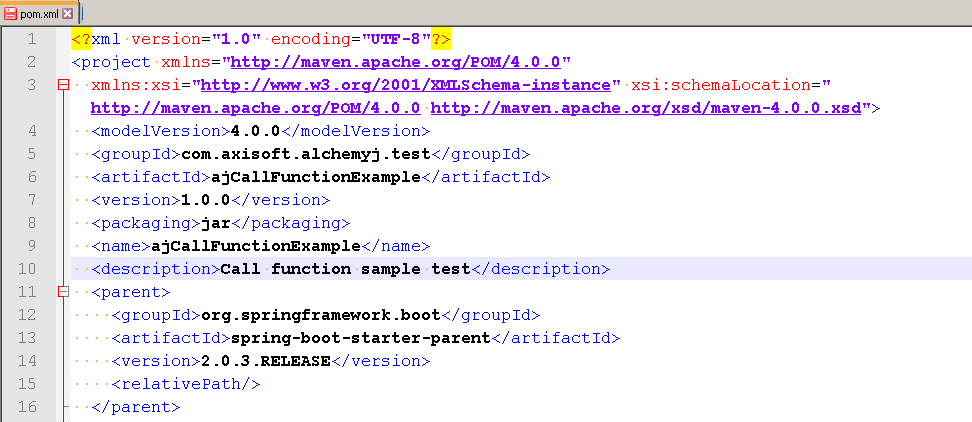 pom.xml
1 <?xml version="1.0" encoding="UTF-8"?>
2 <project xmlns="http://maven.apache.org/POM/4.0.0"
3 xmlns:xsi="http://www.w3.org/2001/XMLSchema-instance" xsi:schemaLocation="
http://maven.apache.org/POM/4.0.0 http://maven.apache.org/xsd/maven-4.0.0.xsd">
4 <modelVersion>4.0.0</modelVersion>
5 <groupId>com.axisoft.alchemyj.test</groupId>
6 <artifactId>ajCallFunctionExample</artifactId>
7 <version>1.0.0</version>
8 <packaging>jar</packaging>
9 <name>ajCallFunctionExample</name>
10 <description>Call function sample test</description>
11 <parent>
12 <groupId>org.springframework.boot</groupId>
13 <artifactId>spring-boot-starter-parent</artifactId>
14 <version>2.0.3.RELEASE</version>
15 <relativePath/>
16 </parent>